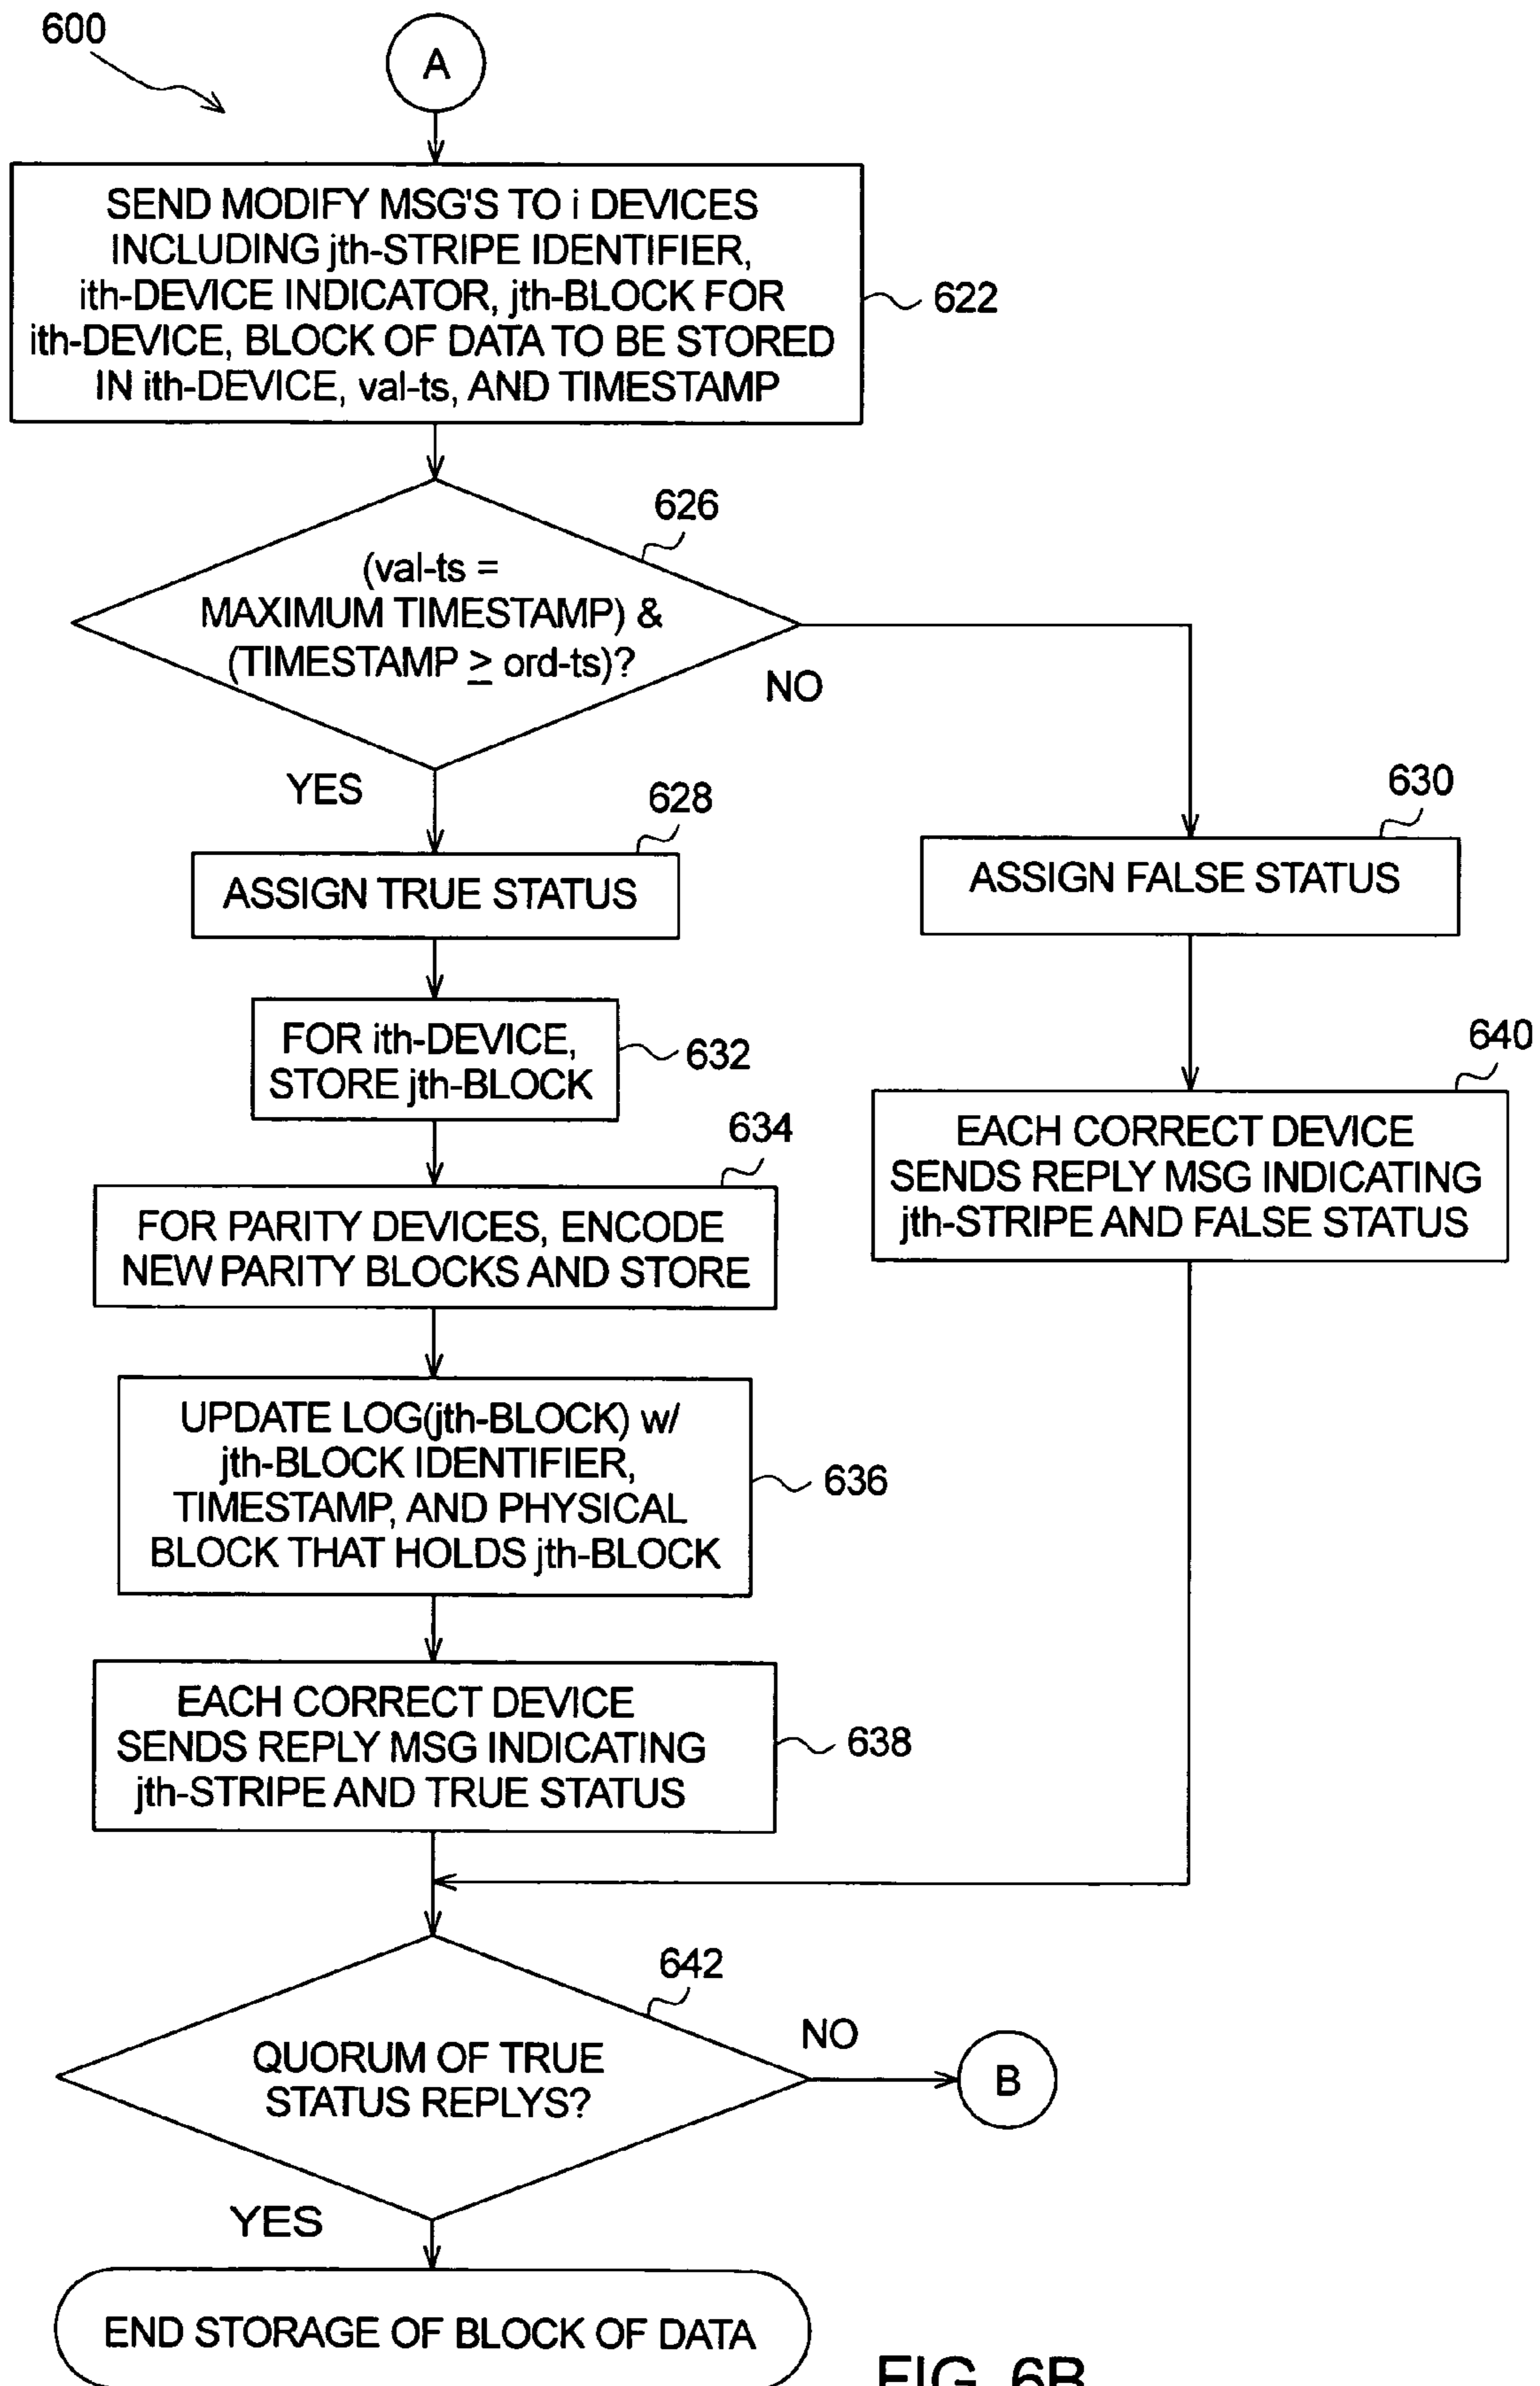 600
A
SEND MODIFY MSG'S TO i DEVICES
INCLUDING jth-STRIPE IDENTIFIER,
ith-DEVICE INDICATOR, jth-BLOCK FOR
ith-DEVICE, BLOCK OF DATA TO BE STORED
IN ith-DEVICE, val-ts, AND TIMESTAMP
622
626
(val-ts =
MAXIMUM TIMESTAMP) &
(TIMESTAMP ≥ ord-ts)?
NO
YES
628
ASSIGN TRUE STATUS
630
ASSIGN FALSE STATUS
FOR ith-DEVICE,
STORE jth-BLOCK
632
640
EACH CORRECT DEVICE
SENDS REPLY MSG INDICATING
jth-STRIPE AND FALSE STATUS
634
FOR PARITY DEVICES, ENCODE
NEW PARITY BLOCKS AND STORE
UPDATE LOG(jth-BLOCK) w/
jth-BLOCK IDENTIFIER,
TIMESTAMP, AND PHYSICAL
BLOCK THAT HOLDS jth-BLOCK
636
EACH CORRECT DEVICE
SENDS REPLY MSG INDICATING
jth-STRIPE AND TRUE STATUS
638
642
QUORUM OF TRUE
STATUS REPLYS?
NO
B
YES
END STORAGE OF BLOCK OF DATA
FIG. 6B